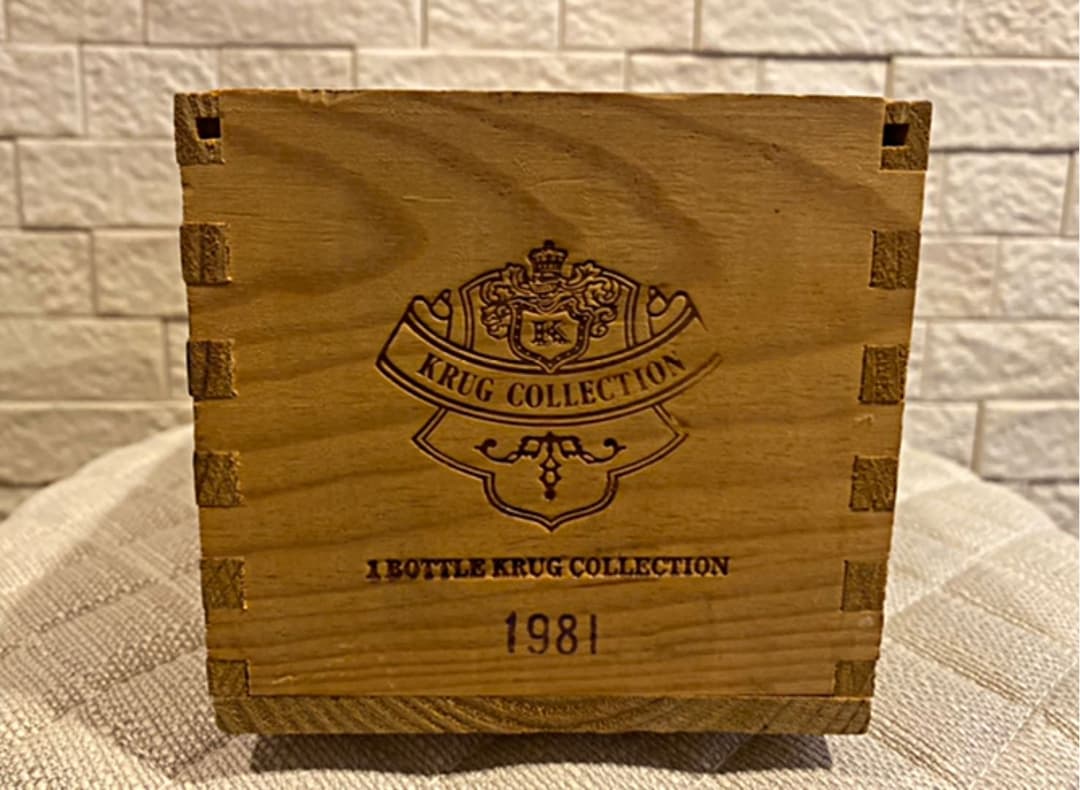 K
KRUG COLLECTION
1 BOTTLE KRUG COLLECTION
1981